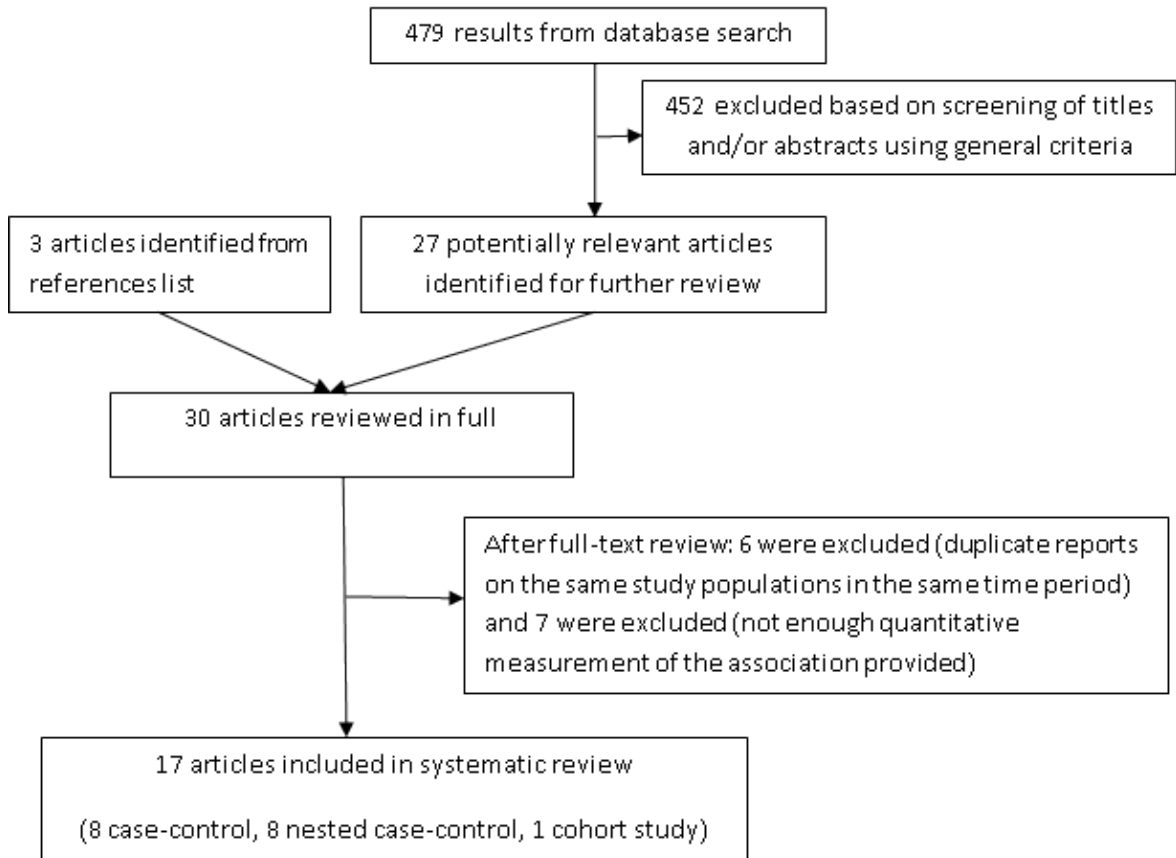 479 results from database search
452 excluded based on screening of titles
and/or abstracts using general criteria
3 articles identified from
references list
27 potentially relevant articles
identified for further review
30 articles reviewed in full
After full-text review: 6 were excluded (duplicate reports
on the same study populations in the same time period)
and 7 were excluded (not enough quantitative
measurement of the association provided)
17 articles included in systematic review
(8 case-control, 8 nested case-control, 1 cohort study)